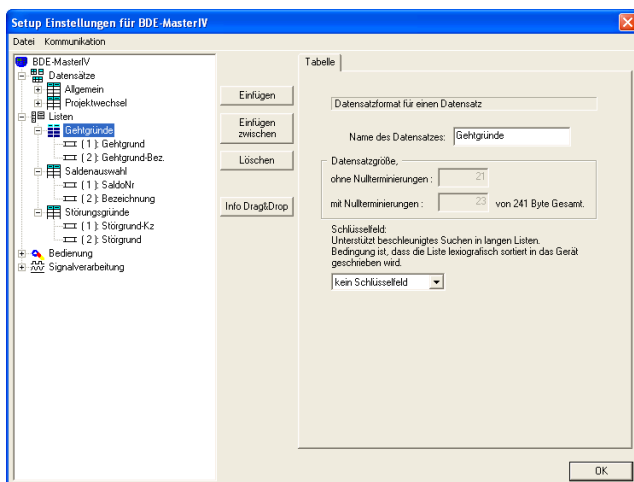 Setup Einstellungen für BDE-MasterIV
Datei Kommunikation
BDE-MasterIV
Datensätze
Allgemein
Projektwechsel
Listen
Gehtgründe
( 1 ): Gehtgrund
( 2 ): Gehtgrund-Bez.
Saldenauswahl
( 1 ): SaldoNr
( 2 ): Bezeichnung
Störungsgründe
( 1 ): Störgrund-Kz
( 2 ): Störgrund
Bedienung
Signalverarbeitung
Einfügen
Einfügen
zwischen
Löschen
Info Drag&Drop
Tabelle
Datensatzformat für einen Datensatz
Name des Datensatzes: Gehtgründe
Datensatzgröße,
ohne Nullterminierungen : 21
mit Nullterminierungen : 23 von 241 Byte Gesamt.
Schlüsselfeld:
Unterstützt beschleunigtes Suchen in langen Listen.
Bedingung ist, dass die Liste lexiografisch sortiert in das Gerät
geschrieben wird.
kein Schlüsselfeld
OK